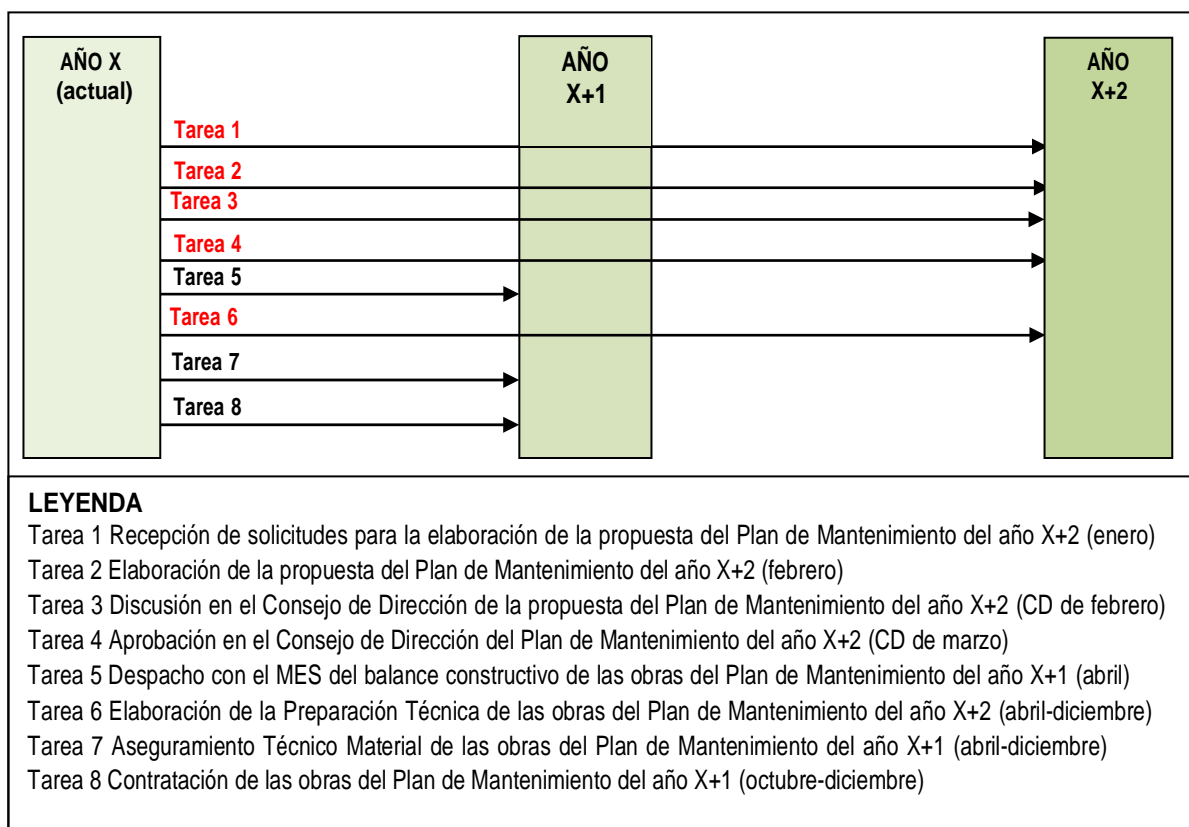 AÑO X
(actual)
AÑO
X+1
AÑO
X+2
Tarea 1
Tarea 2
Tarea 3
Tarea 4
Tarea 5
Tarea 6
Tarea 7
Tarea 8
LEYENDA
Tarea 1 Recepción de solicitudes para la elaboración de la propuesta del Plan de Mantenimiento del año X+2 (enero)
Tarea 2 Elaboración de la propuesta del Plan de Mantenimiento del año X+2 (febrero)
Tarea 3 Discusión en el Consejo de Dirección de la propuesta del Plan de Mantenimiento del año X+2 (CD de febrero)
Tarea 4 Aprobación en el Consejo de Dirección del Plan de Mantenimiento del año X+2 (CD de marzo)
Tarea 5 Despacho con el MES del balance constructivo de las obras del Plan de Mantenimiento del año X+1 (abril)
Tarea 6 Elaboración de la Preparación Técnica de las obras del Plan de Mantenimiento del año X+2 (abril-diciembre)
Tarea 7 Aseguramiento Técnico Material de las obras del Plan de Mantenimiento del año X+1 (abril-diciembre)
Tarea 8 Contratación de las obras del Plan de Mantenimiento del año X+1 (octubre-diciembre)